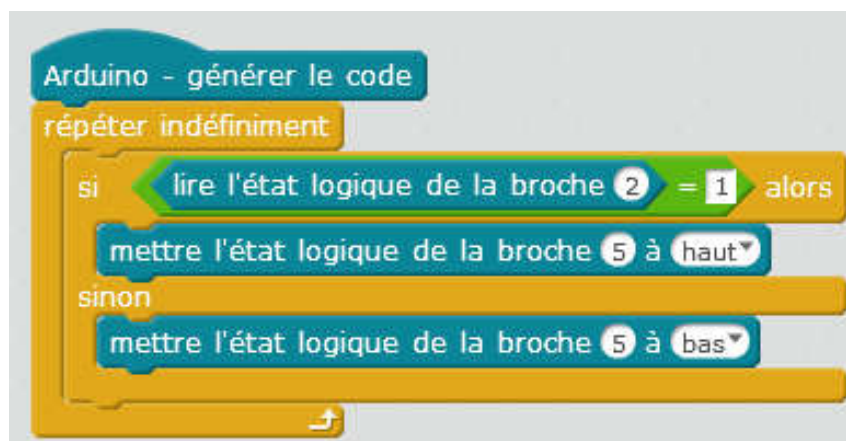 Arduino - générer le code
répéter indéfiniment
si lire l'état logique de la broche 2 = 1 alors
mettre l'état logique de la broche 5 à haut
sinon
mettre l'état logique de la broche 5 à bas